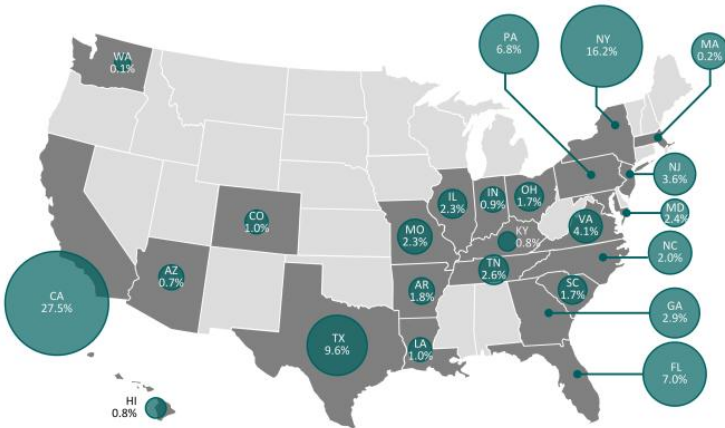 WA
0.1%
PA
6.8%
NY
16.2%
MA
0.2%
NJ
3.6%
MD
2.4%
NC
2.0%
GA
2.9%
FL
7.0%
IL
2.3%
IN
0.9%
OH
1.7%
KY
0.8%
VA
4.1%
MO
2.3%
TN
2.6%
CO
1.0%
AZ
0.7%
AR
1.8%
SC
1.7%
CA
27.5%
TX
9.6%
LA
1.0%
HI
0.8%